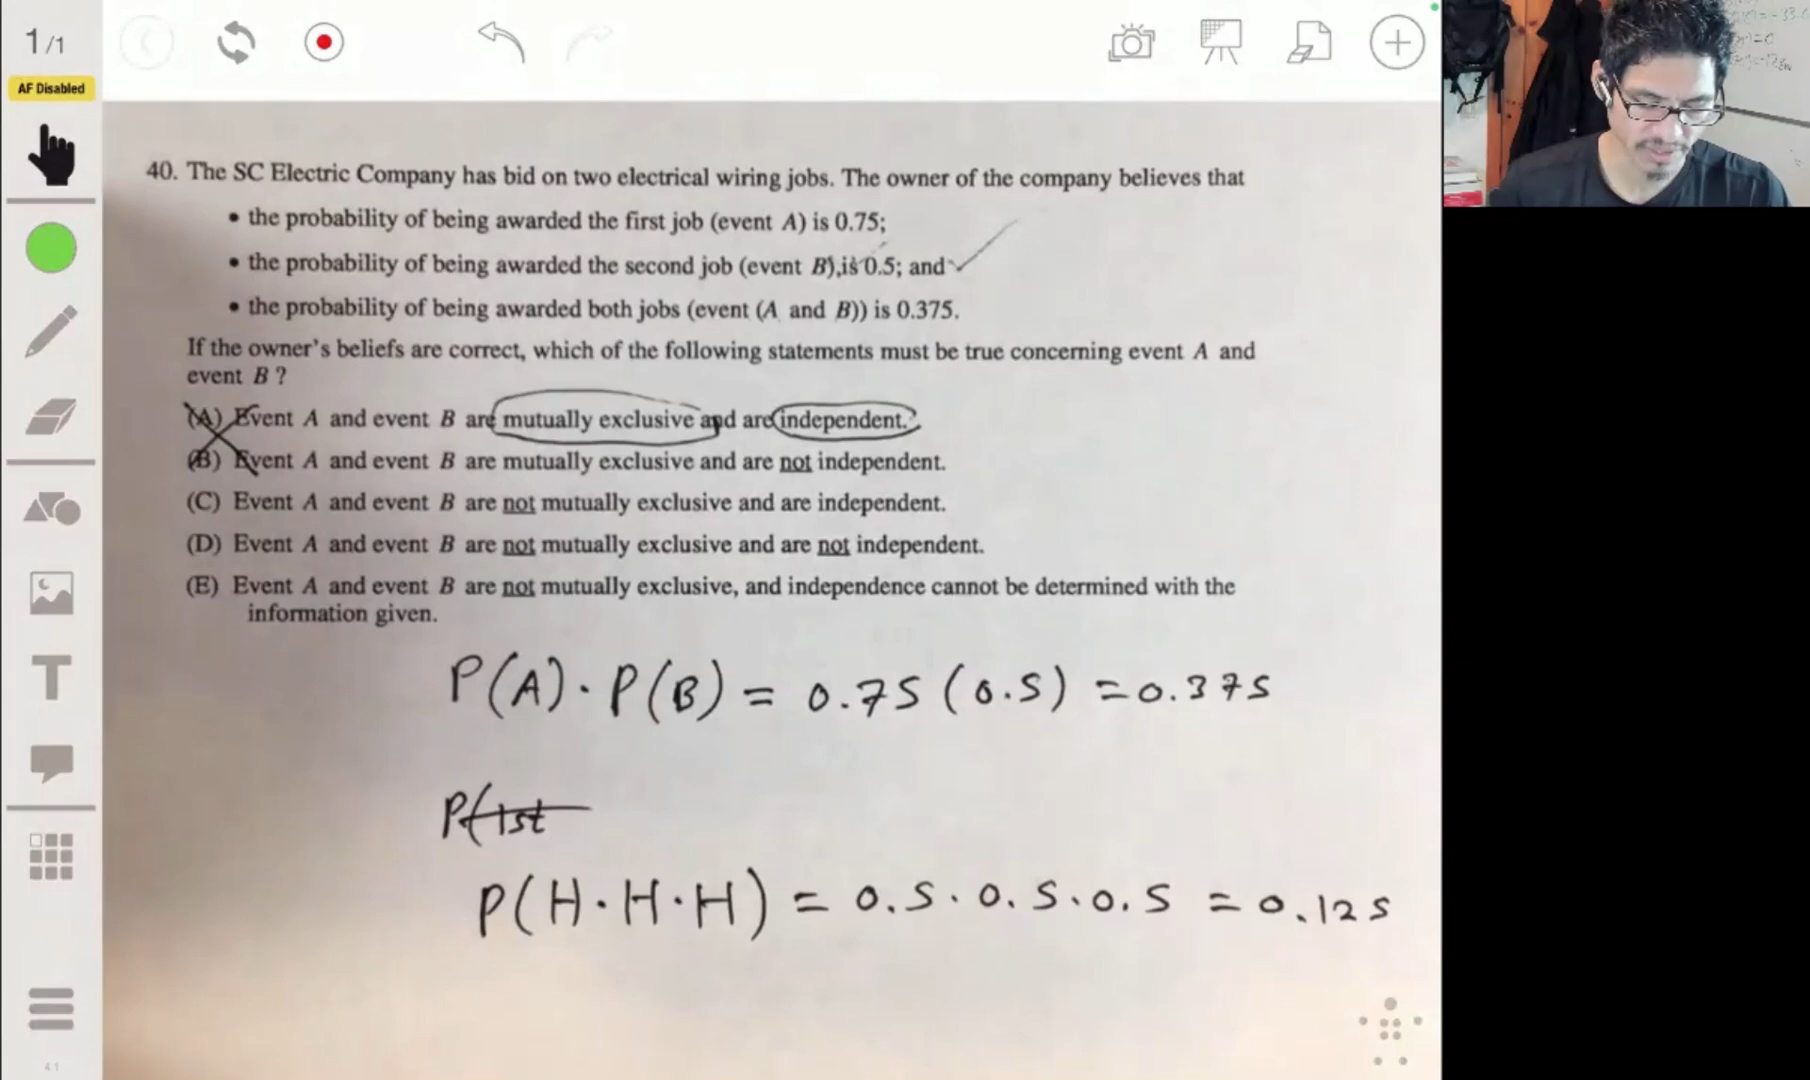 1/1
AF Disabled
40. The SC Electric Company has bid on two electrical wiring jobs. The owner of the company believes that
• the probability of being awarded the first job (event A) is 0.75;
• the probability of being awarded the second job (event B) is 0.5; and
• the probability of being awarded both jobs (event (A and B)) is 0.375.
If the owner's beliefs are correct, which of the following statements must be true concerning event A and
event B ?
(A) Event A and event B are mutually exclusive and are independent.
(B) Event A and event B are mutually exclusive and are not independent.
(C) Event A and event B are not mutually exclusive and are independent.
(D) Event A and event B are not mutually exclusive and are not independent.
(E) Event A and event B are not mutually exclusive, and independence cannot be determined with the
information given.
P(A) · P(B) = 0.75 (0.5) = 0.375
P(1st
P(H · H · H) = 0.5 · 0.5 · 0.5 = 0.125
T
41